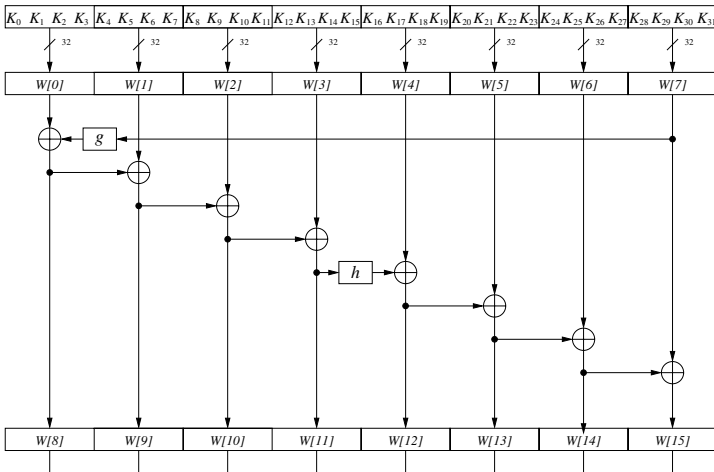 K0 K1 K2 K3 K4 K5 K6 K7 K8 K9 K10 K11 K12 K13 K14 K15 K16 K17 K18 K19 K20 K21 K22 K23 K24 K25 K26 K27 K28 K29 K30 K31
32 32 32 32 32 32 32 32
W[0] W[1] W[2] W[3] W[4] W[5] W[6] W[7]
g
h
W[8] W[9] W[10] W[11] W[12] W[13] W[14] W[15]